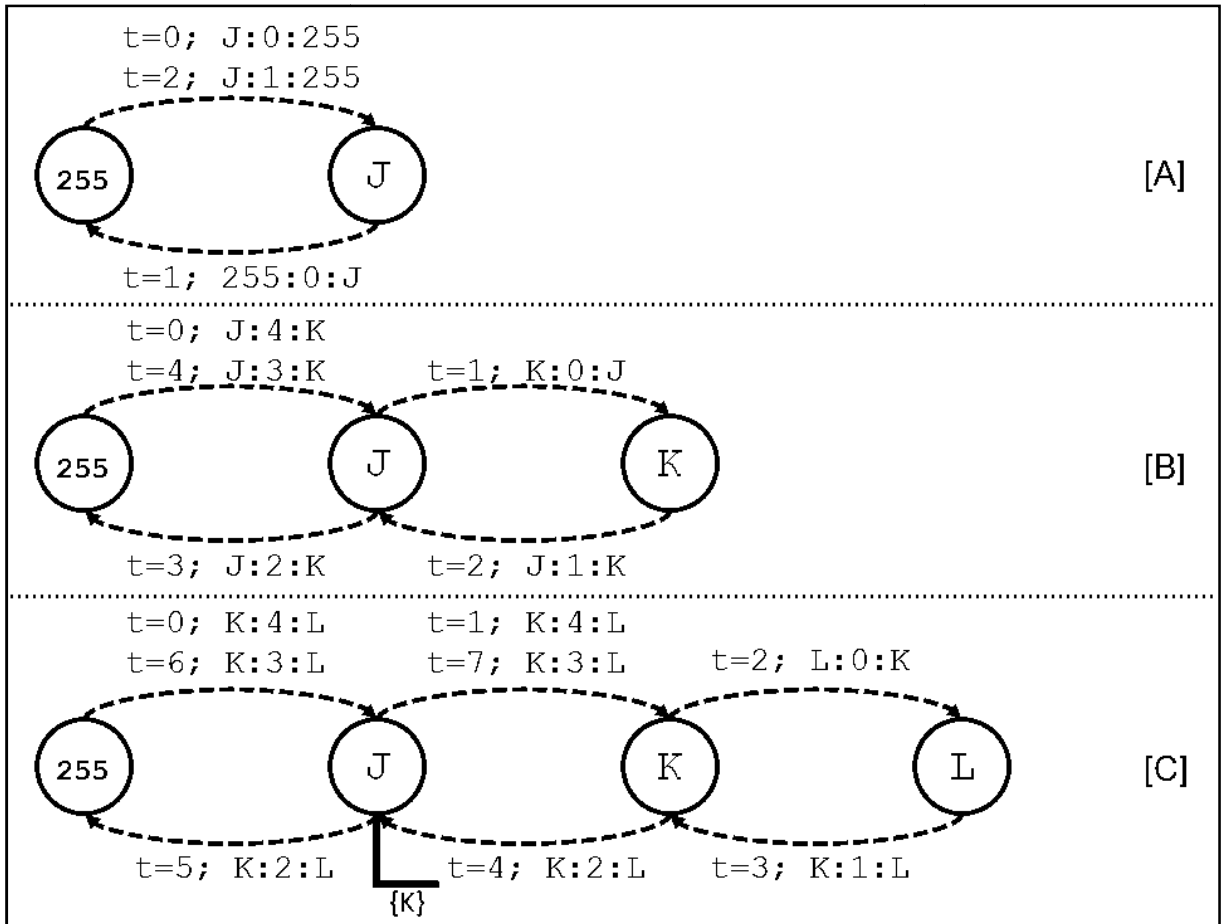 t=0; J:0:255
t=2; J:1:255
255 J [A]
t=1; 255:0:J
t=0; J:4:K
t=4; J:3:K t=1; K:0:J
255 J K [B]
t=3; J:2:K t=2; J:1:K
t=0; K:4:L t=1; K:4:L
t=6; K:3:L t=7; K:3:L t=2; L:0:K
255 J K L [C]
t=5; K:2:L t=4; K:2:L t=3; K:1:L
{K}